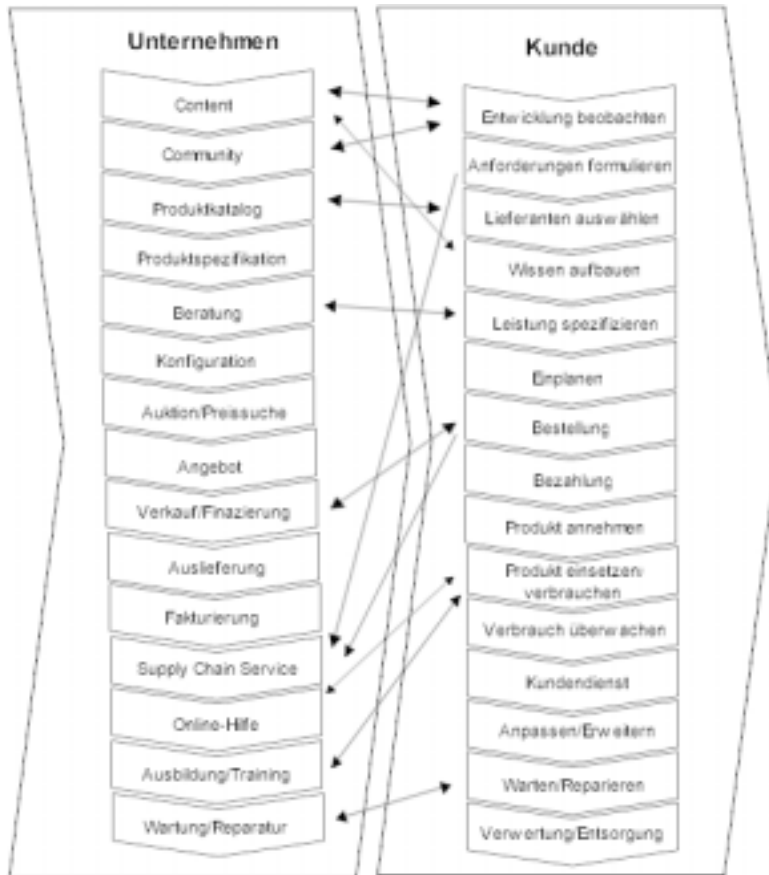 Unternehmen
Content
Community
Produktkatalog
Produktspezifikation
Beratung
Konfiguration
Auktion/Preissuche
Angebot
Verkauf/Finazierung
Auslieferung
Fakturierung
Supply Chain Service
Online-Hilfe
Ausbildung/Training
Wartung/Reparatur
Kunde
Entwicklung beobachten
Anforderungen formulieren
Lieferanten auswählen
Wissen aufbauen
Leistung spezifizieren
Einplanen
Bestellung
Bezahlung
Produkt annehmen
Produkt einsetzen/
verbrauchen
Verbrauch überwachen
Kundendienst
Anpassen/Erweitern
Warten/Reparieren
Verwertung/Entsorgung